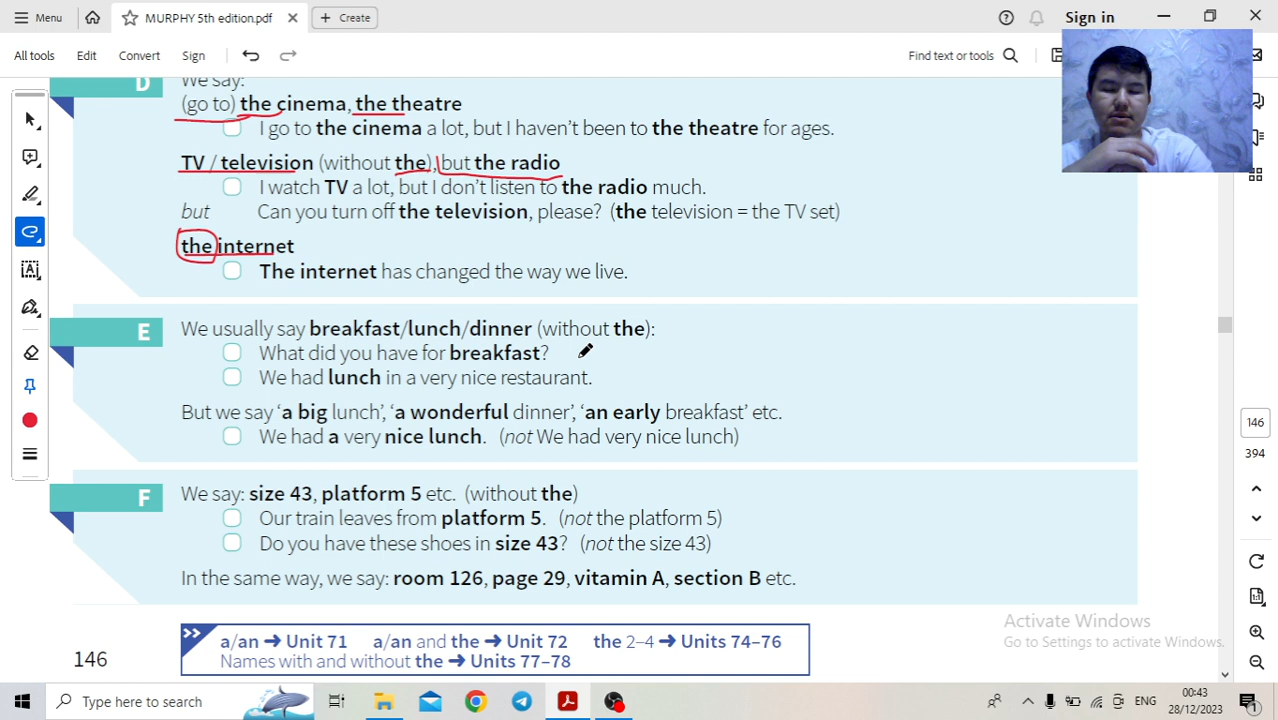 Menu
MURPHY 5th edition.pdf
Create
Sign in
All tools
Edit
Convert
Sign
Find text or tools
D
We say:
(go to) the cinema, the theatre
I go to the cinema a lot, but I haven't been to the theatre for ages.
TV / television (without the), but the radio
I watch TV a lot, but I don't listen to the radio much.
but Can you turn off the television, please? (the television = the TV set)
the internet
The internet has changed the way we live.
E
We usually say breakfast/lunch/dinner (without the):
What did you have for breakfast?
We had lunch in a very nice restaurant.
But we say 'a big lunch', 'a wonderful dinner', 'an early breakfast' etc.
We had a very nice lunch. (not We had very nice lunch)
F
We say: size 43, platform 5 etc. (without the)
Our train leaves from platform 5. (not the platform 5)
Do you have these shoes in size 43? (not the size 43)
In the same way, we say: room 126, page 29, vitamin A, section B etc.
a/an ➜ Unit 71 a/an and the ➜ Unit 72 the 2–4 ➜ Units 74–76
Names with and without the ➜ Units 77–78
146
146
394
1:1
Activate Windows
Go to Settings to activate Windows.
Type here to search
ENG
00:43
28/12/2023
1